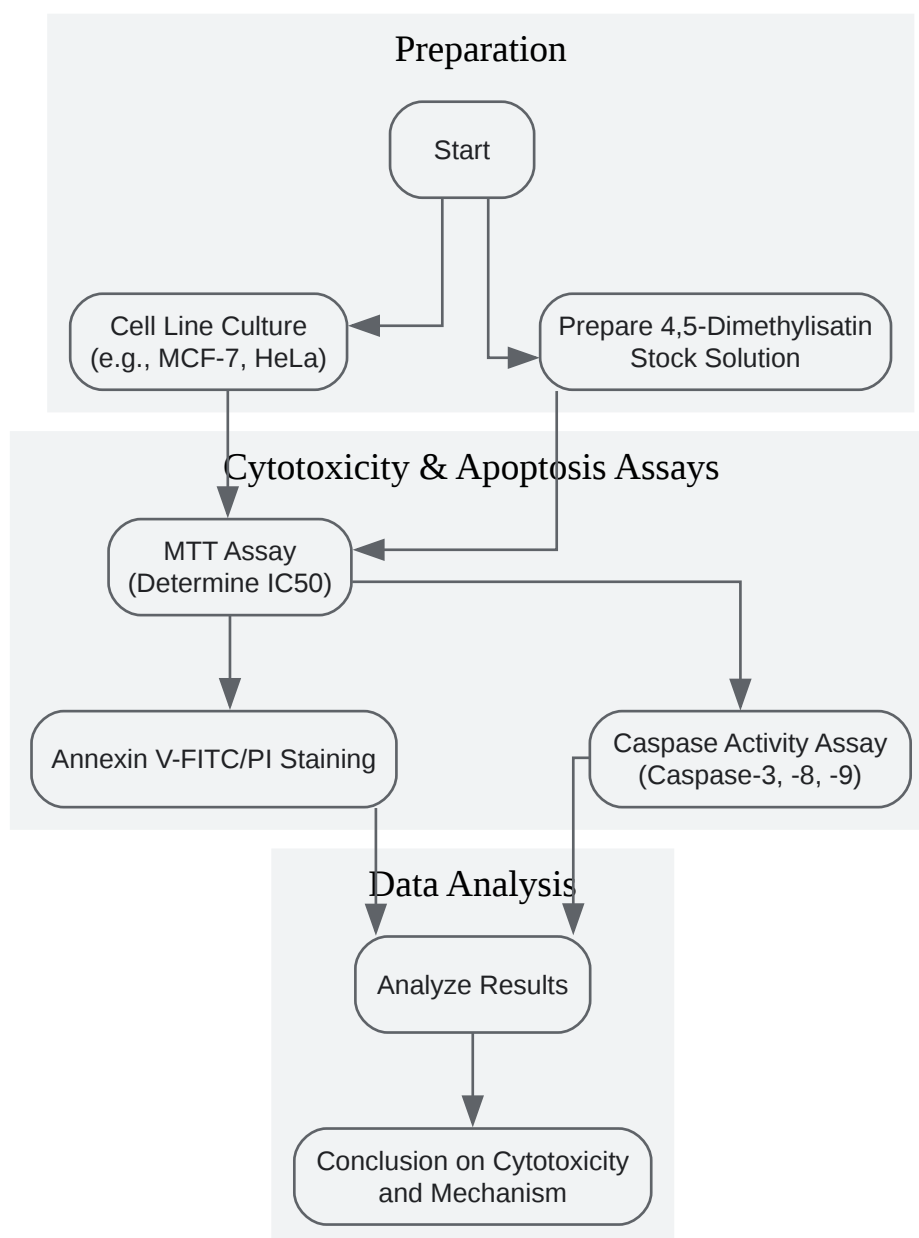 Preparation
Start
Cell Line Culture
(e.g., MCF-7, HeLa)
Prepare 4,5-Dimethylisatin
Stock Solution
Cytotoxicity & Apoptosis Assays
MTT Assay
(Determine IC50)
Annexin V-FITC/PI Staining
Caspase Activity Assay
(Caspase-3, -8, -9)
Data Analysis
Analyze Results
Conclusion on Cytotoxicity
and Mechanism